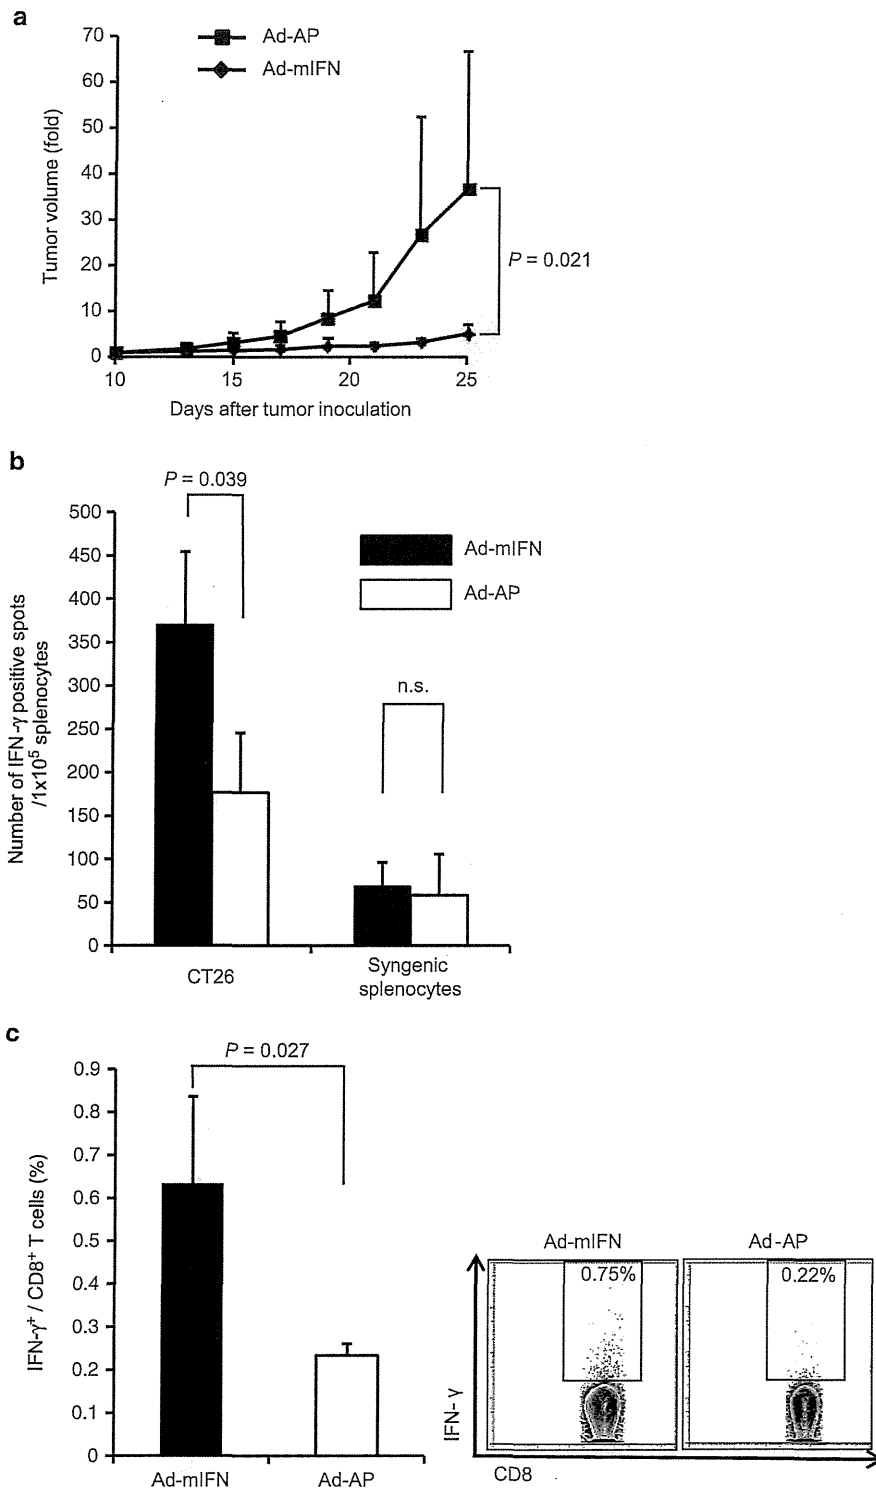 a
70
60
50
40
30
20
10
0
Tumor volume (fold)
Ad-AP
Ad-mIFN
P = 0.021
10 15 20 25
Days after tumor inoculation
b
P = 0.039
500
450
400
350
300
250
200
150
100
50
0
Number of IFN-γ positive spots
/1x10⁵ splenocytes
Ad-mIFN
Ad-AP
n.s.
CT26
Syngenic
splenocytes
c
P = 0.027
0.9
0.8
0.7
0.6
0.5
0.4
0.3
0.2
0.1
0
IFN-γ⁺ / CD8⁺ T cells (%)
Ad-mIFN Ad-AP
Ad-mIFN Ad-AP
0.75% 0.22%
IFN- γ
CD8